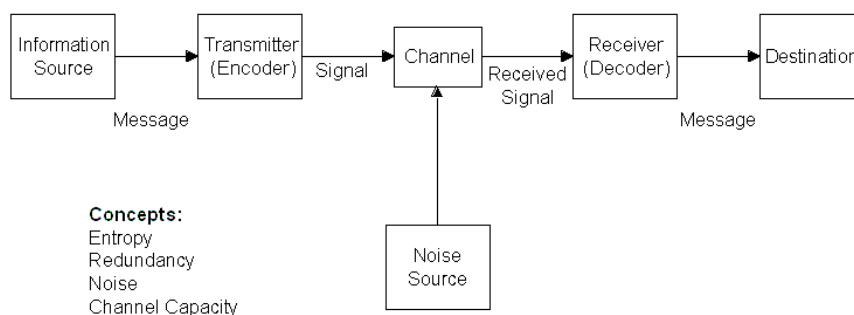 Information
Source
Transmitter
(Encoder)
Channel
Receiver
(Decoder)
Destination
Message
Signal
Received
Signal
Message
Noise
Source
Concepts:
Entropy
Redundancy
Noise
Channel Capacity